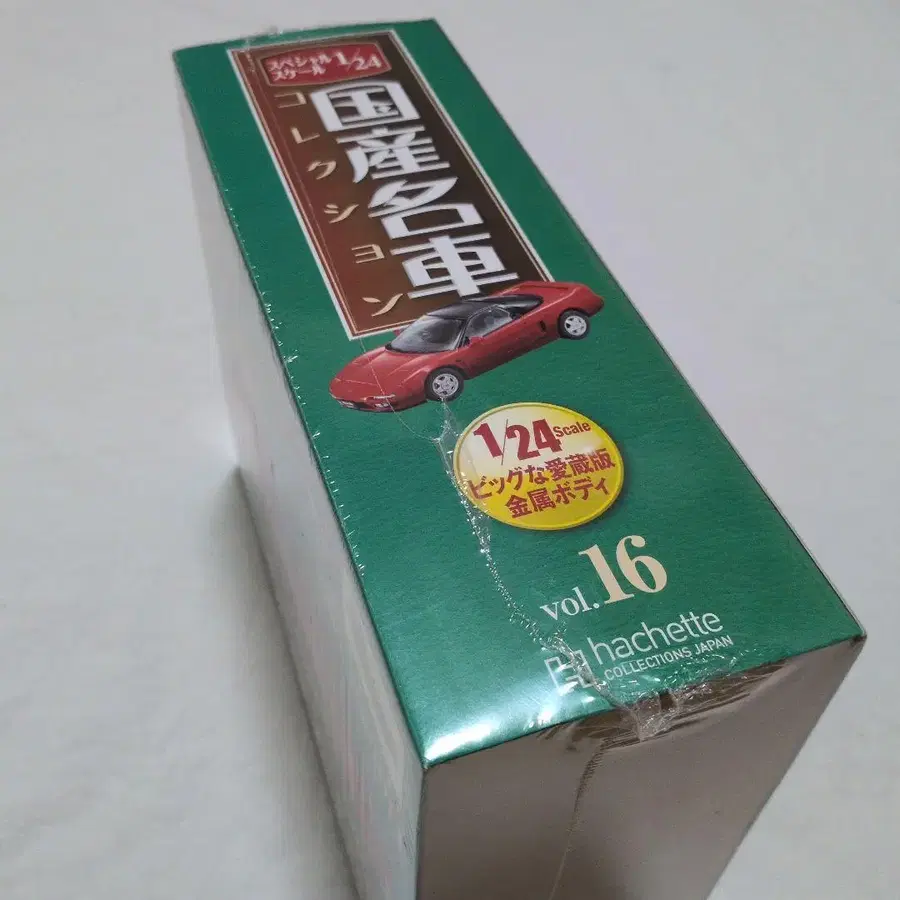 スペシャル
スケール 1/24
国産名車
コレクション
1/24 Scale
ビッグな愛蔵版
金属ボディ
vol.16
hachette
COLLECTIONS JAPAN